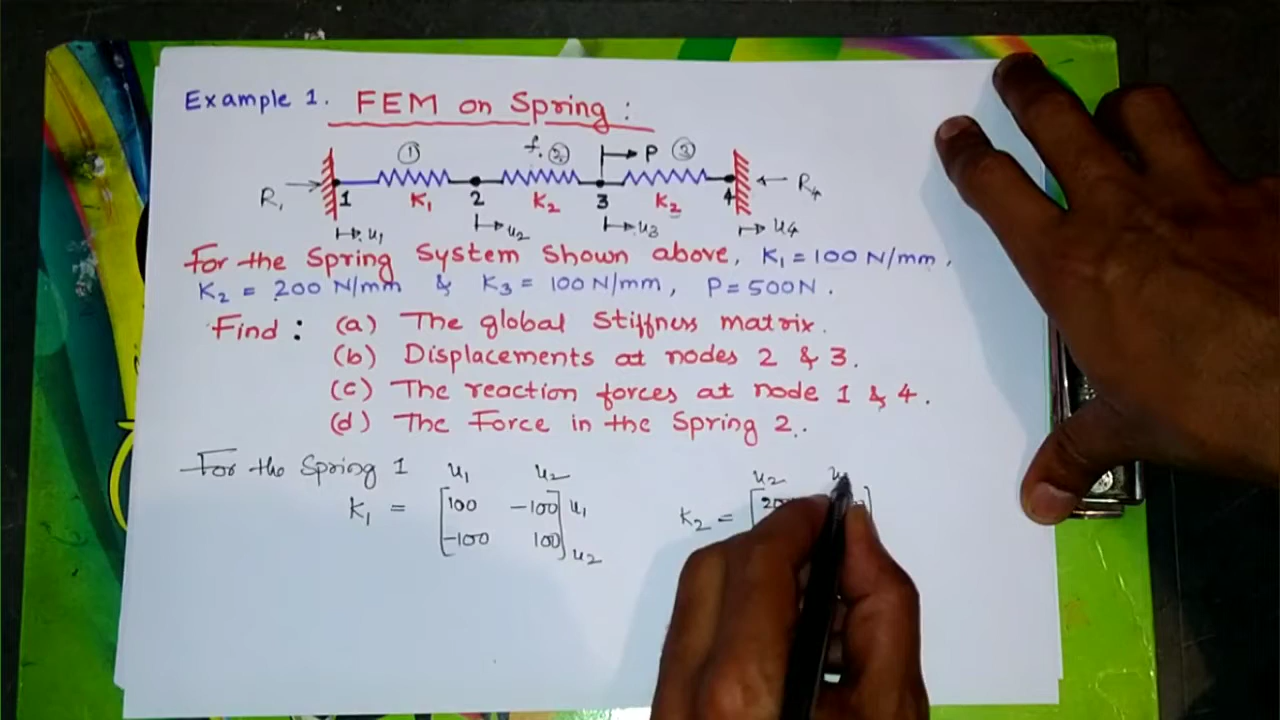 Example 1. FEM on Spring :
① f. ② P ③
R₁ 1 K₁ 2 K₂ 3 K₂ 4 R₄
u₁ u₂ u₃ u₄
For the Spring System Shown above, K₁ = 100 N/mm,
K₂ = 200 N/mm & K₃ = 100 N/mm, P = 500N.
Find : (a) The global Stiffness matrix.
(b) Displacements at nodes 2 & 3.
(c) The reaction forces at node 1 & 4.
(d) The Force in the Spring 2.
For the Spring 1 u₁ u₂ u₂
K₁ = [100 -100] u₁ K₂ =
[-100 100] u₂